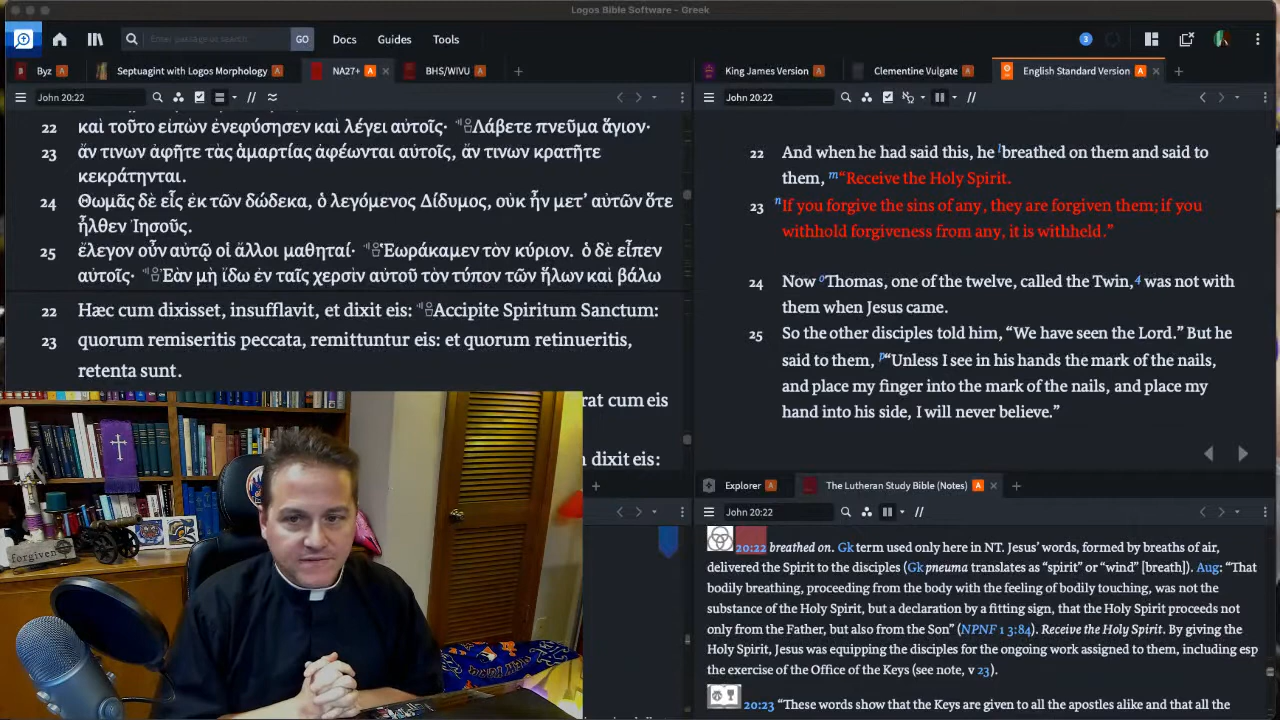 Logos Bible Software - Greek
Enter passage or search
GO
Docs
Guides
Tools
3
Byz A
Septuagint with Logos Morphology A
NA27+ A
BHS/WIVU A
King James Version A
Clementine Vulgate A
English Standard Version A
John 20:22
22 καὶ τοῦτο εἰπὼν ἐνεφύσησεν καὶ λέγει αὐτοῖς· Λάβετε πνεῦμα ἅγιον·
23 ἄν τινων ἀφῆτε τὰς ἁμαρτίας ἀφέωνται αὐτοῖς, ἄν τινων κρατῆτε
κεκράτηνται.
24 Θωμᾶς δὲ εἷς ἐκ τῶν δώδεκα, ὁ λεγόμενος Δίδυμος, οὐκ ἦν μετ’ αὐτῶν ὅτε
ἦλθεν Ἰησοῦς.
25 ἔλεγον οὖν αὐτῷ οἱ ἄλλοι μαθηταί· Ἑωράκαμεν τὸν κύριον. ὁ δὲ εἶπεν
αὐτοῖς· Ἐὰν μὴ ἴδω ἐν ταῖς χερσὶν αὐτοῦ τὸν τύπον τῶν ἥλων καὶ βάλω
22 Hæc cum dixisset, insufflavit, et dixit eis: Accipite Spiritum Sanctum:
23 quorum remiseritis peccata, remittuntur eis: et quorum retinueritis,
retenta sunt.
rat cum eis
n dixit eis:
forgiven
John 20:22
22 And when he had said this, he lbreathed on them and said to
them, m“Receive the Holy Spirit.
23 nIf you forgive the sins of any, they are forgiven them; if you
withhold forgiveness from any, it is withheld.”
24 Now oThomas, one of the twelve, called the Twin,4 was not with
them when Jesus came.
25 So the other disciples told him, “We have seen the Lord.” But he
said to them, p“Unless I see in his hands the mark of the nails,
and place my finger into the mark of the nails, and place my
hand into his side, I will never believe.”
Explorer A
The Lutheran Study Bible (Notes) A
John 20:22
20:22 breathed on. Gk term used only here in NT. Jesus’ words, formed by breaths of air,
delivered the Spirit to the disciples (Gk pneuma translates as “spirit” or “wind” [breath]). Aug: “That
bodily breathing, proceeding from the body with the feeling of bodily touching, was not the
substance of the Holy Spirit, but a declaration by a fitting sign, that the Holy Spirit proceeds not
only from the Father, but also from the Son” (NPNF 1 3:84). Receive the Holy Spirit. By giving the
Holy Spirit, Jesus was equipping the disciples for the ongoing work assigned to them, including esp
the exercise of the Office of the Keys (see note, v 23).
20:23 “These words show that the Keys are given to all the apostles alike and that all the